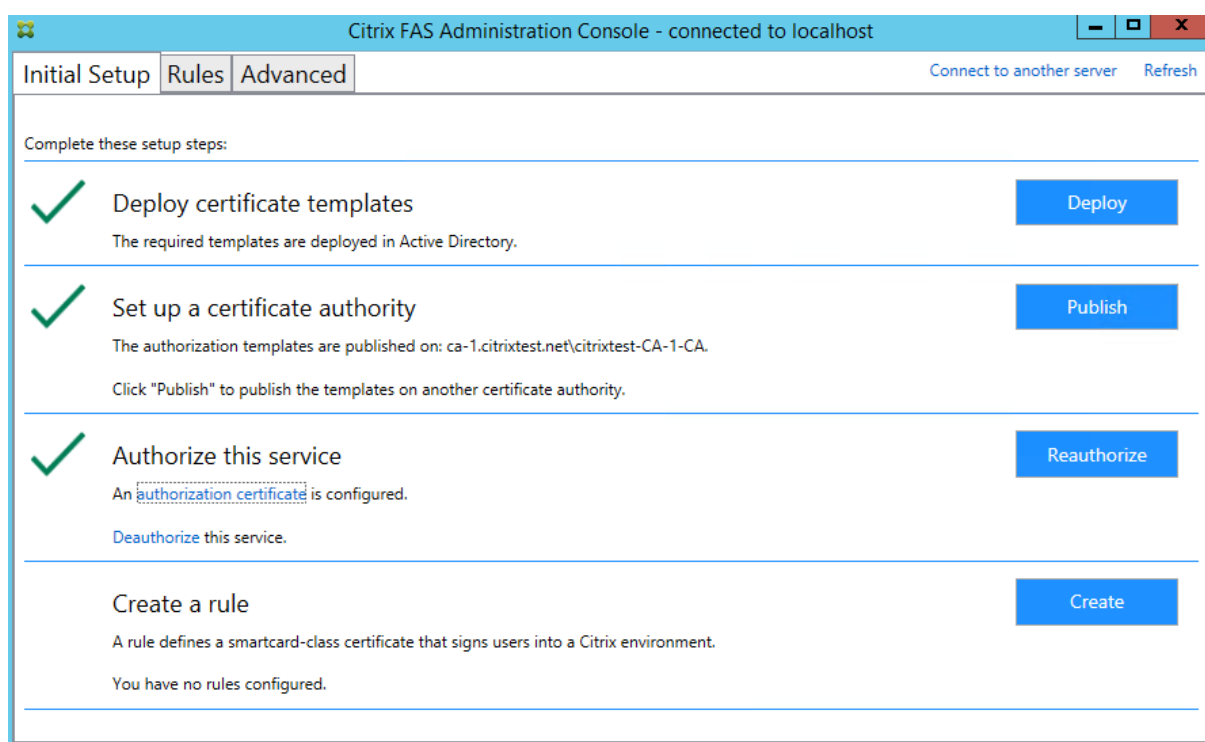 Citrix FAS Administration Console - connected to localhost
Initial Setup Rules Advanced Connect to another server Refresh
Complete these setup steps:
Deploy certificate templates Deploy
The required templates are deployed in Active Directory.
Set up a certificate authority Publish
The authorization templates are published on: ca-1.citrixtest.net\citrixtest-CA-1-CA.
Click "Publish" to publish the templates on another certificate authority.
Authorize this service Reauthorize
An authorization certificate is configured.
Deauthorize this service.
Create a rule Create
A rule defines a smartcard-class certificate that signs users into a Citrix environment.
You have no rules configured.